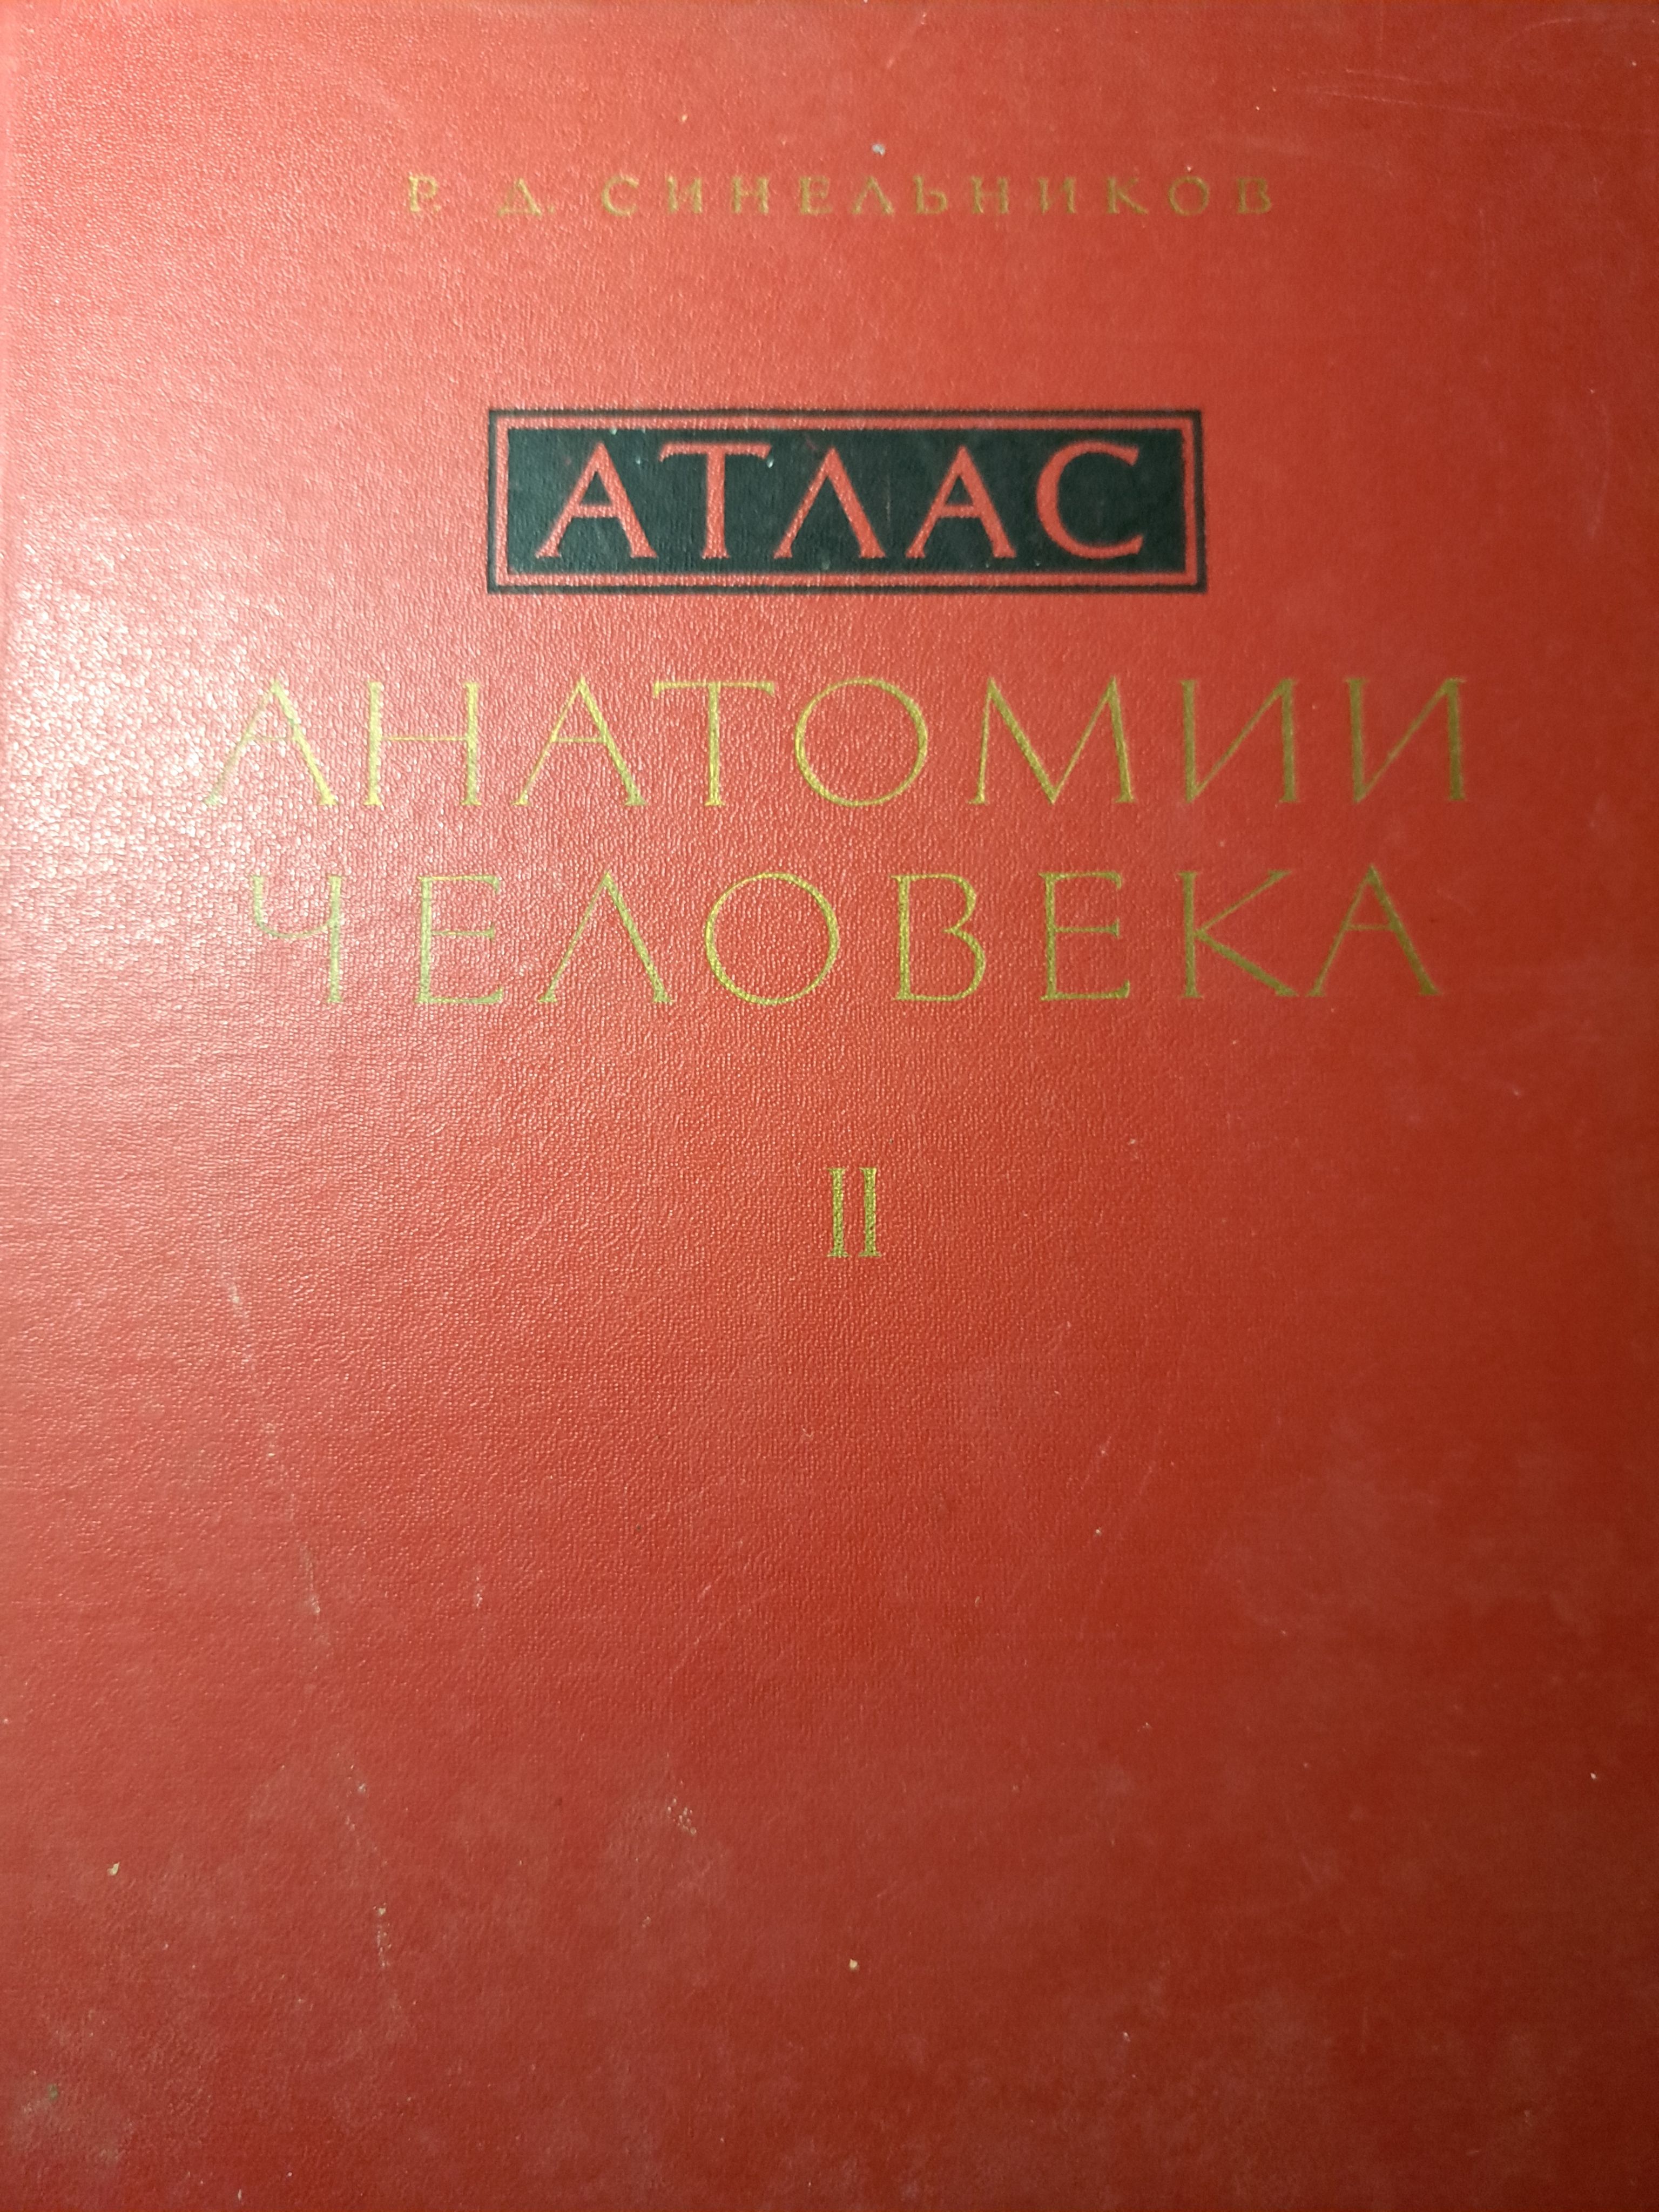 Р. Д. СИНЕЛЬНИКОВ
АТЛАС
АНАТОМИИ
ЧЕЛОВЕКА
II